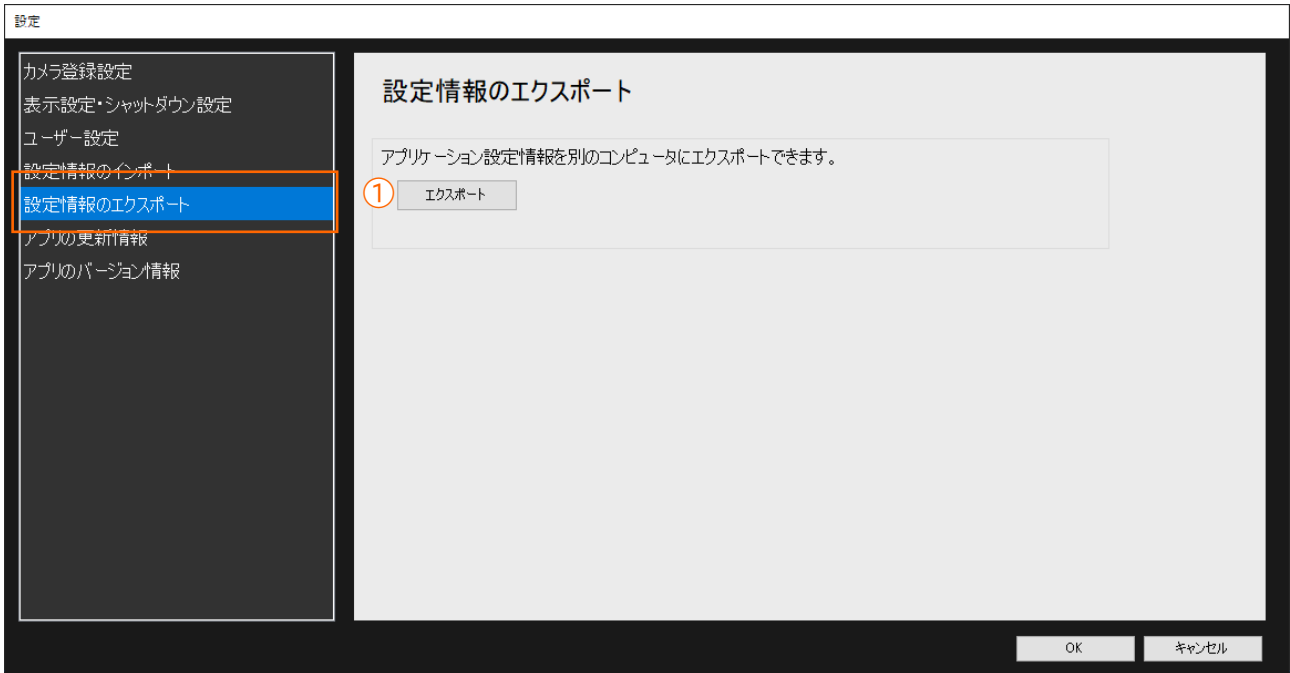 設定
カメラ登録設定
表示設定・シャットダウン設定
ユーザー設定
設定情報のインポート
設定情報のエクスポート
アプリの更新情報
アプリのバージョン情報
設定情報のエクスポート
アプリケーション設定情報を別のコンピュータにエクスポートできます。
① エクスポート
OK キャンセル